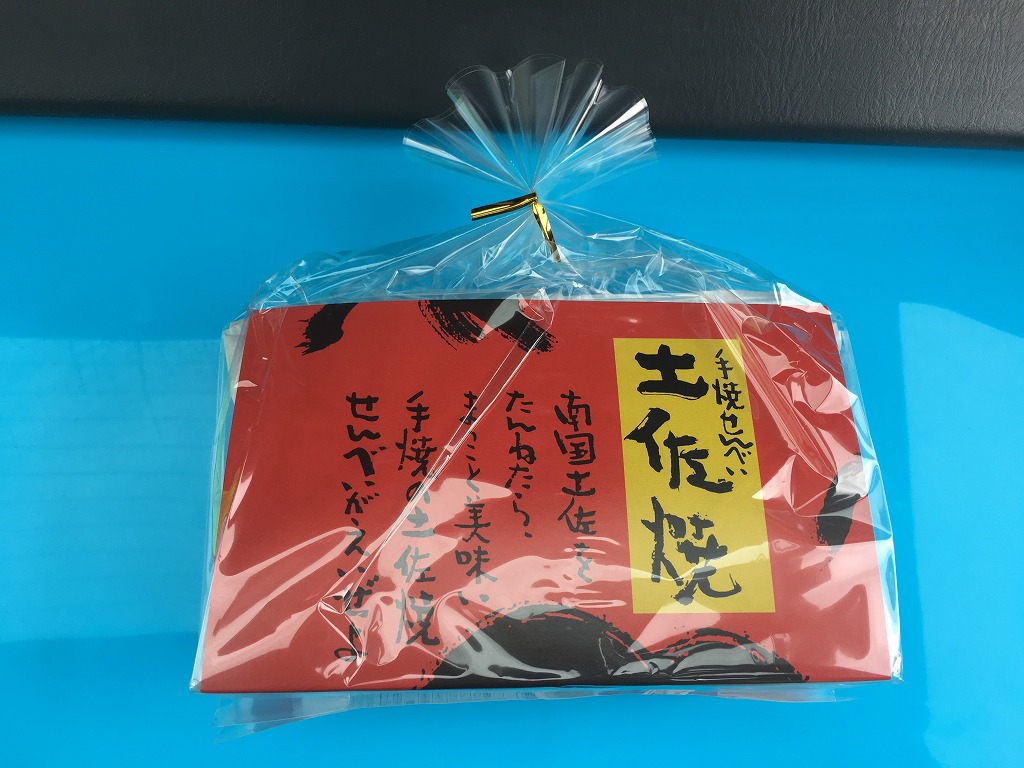 手焼せんべい
土佐焼
南国土佐を
たんねたら、
まっこと美味い
手焼の土佐焼
せんべいがえいぜよ